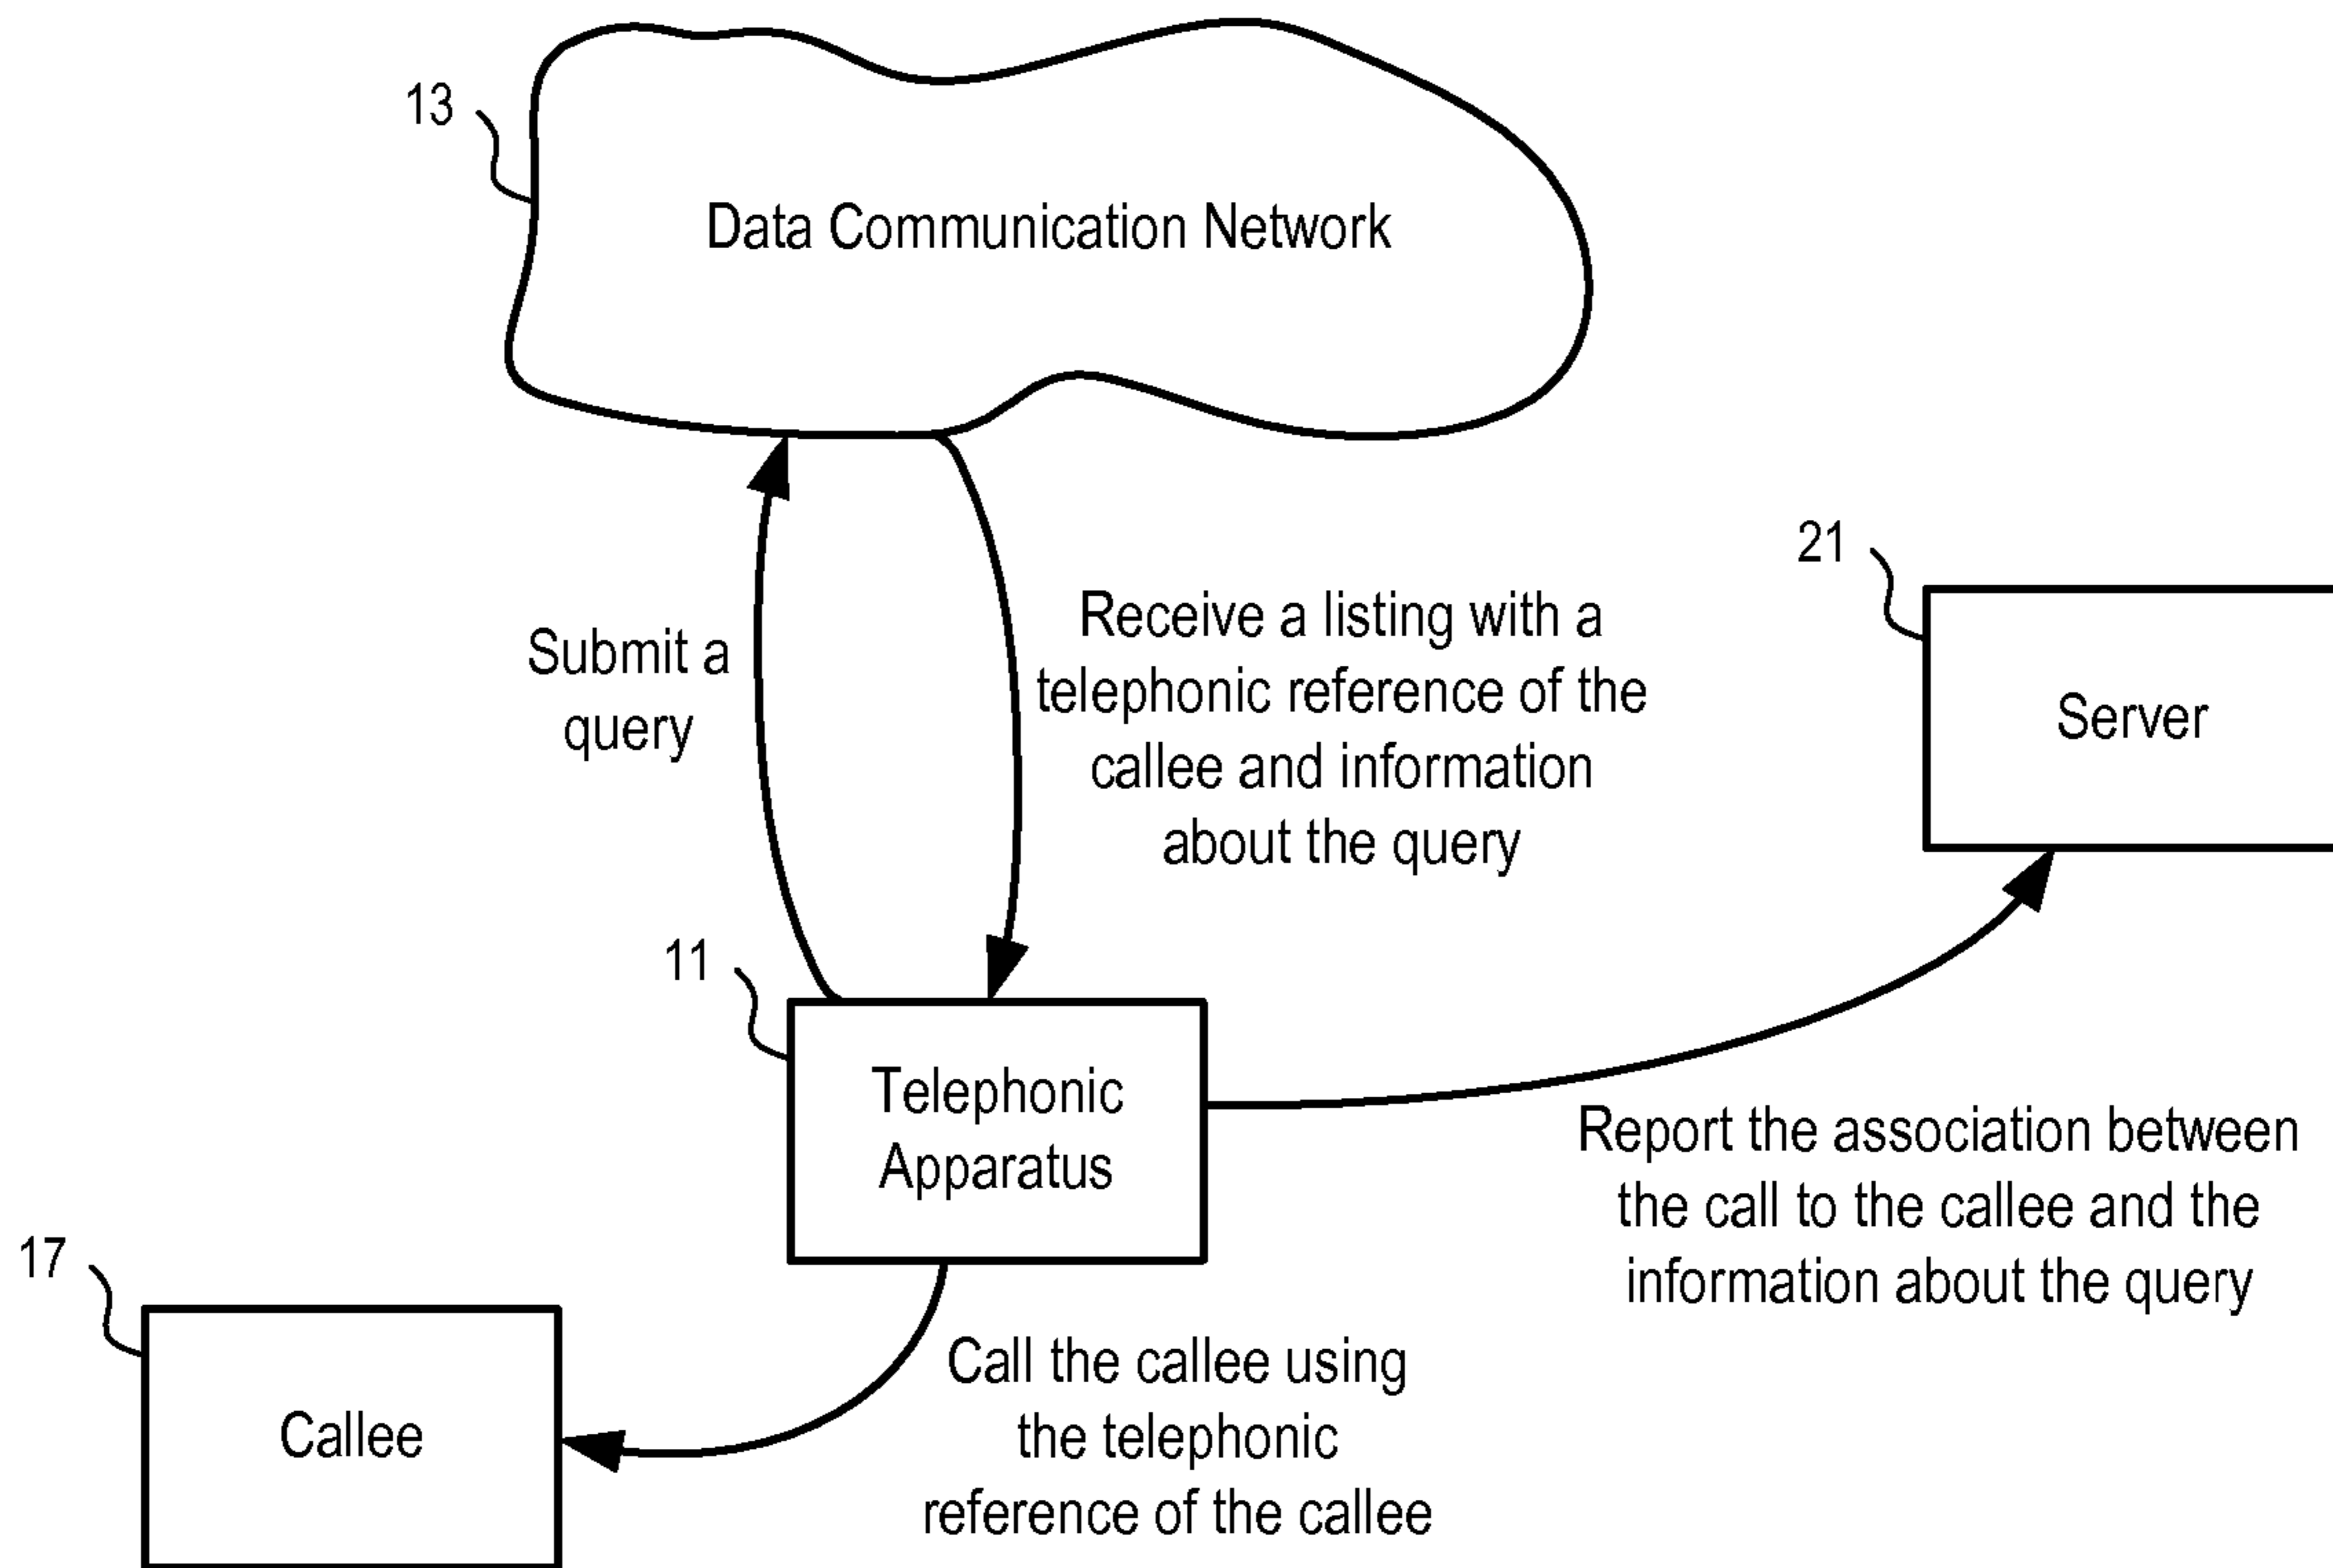 13
Data Communication Network
21
Submit a
query
Receive a listing with a
telephonic reference of the
callee and information
about the query
Server
11
Telephonic
Apparatus
Report the association between
the call to the callee and the
information about the query
17
Callee
Call the callee using
the telephonic
reference of the callee